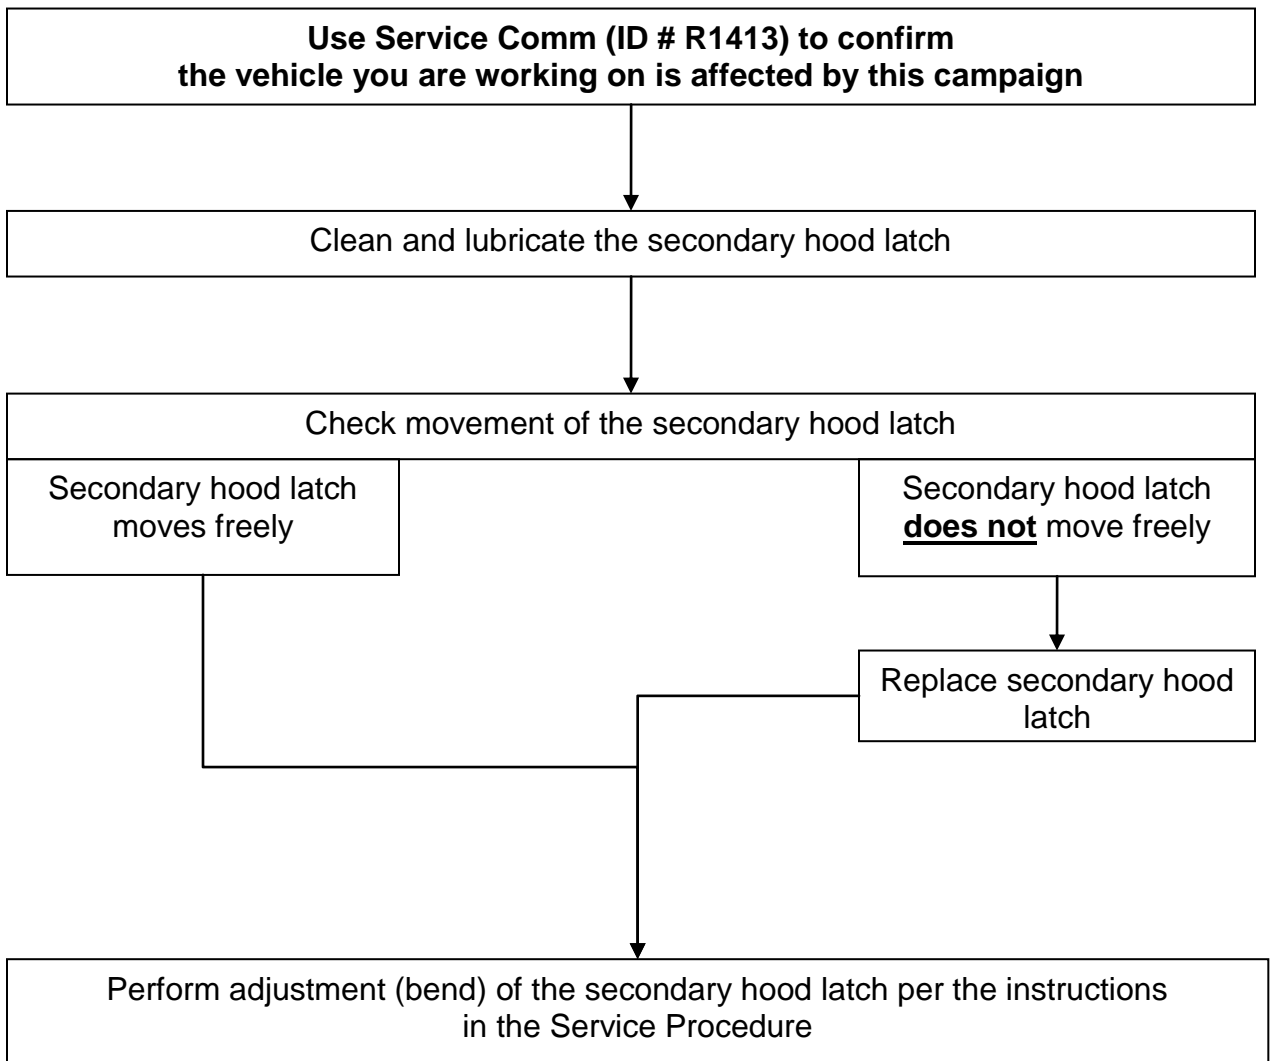 Use Service Comm (ID # R1413) to confirm
the vehicle you are working on is affected by this campaign
Clean and lubricate the secondary hood latch
Check movement of the secondary hood latch
Secondary hood latch
moves freely
Secondary hood latch
does not move freely
Replace secondary hood
latch
Perform adjustment (bend) of the secondary hood latch per the instructions
in the Service Procedure